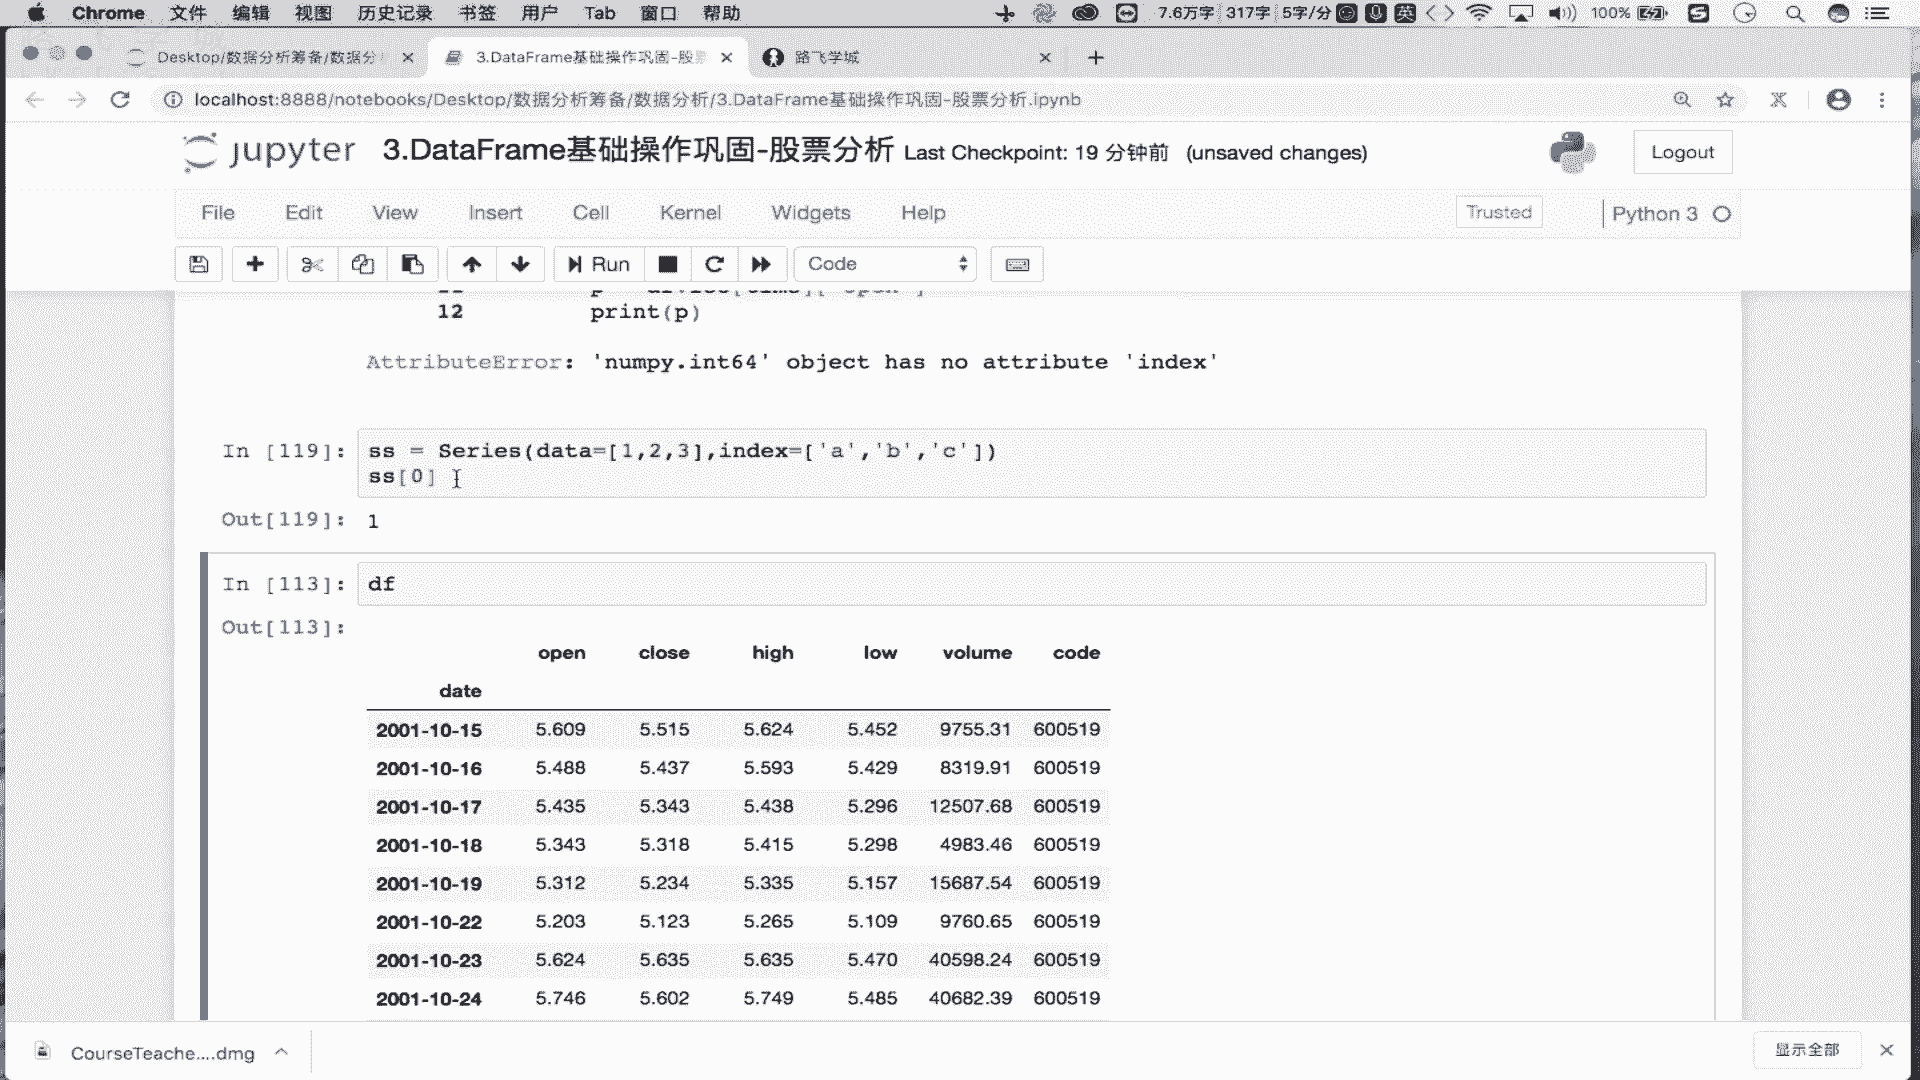 Chrome 文件 编辑 视图 历史记录 书签 用户 Tab 窗口 帮助 7.6万字 317字 5字/分 英 100%
Desktop/数据分析筹备/数据分 3.DataFrame基础操作巩固-股 路飞学城
localhost:8888/notebooks/Desktop/数据分析筹备/数据分析/3.DataFrame基础操作巩固-股票分析.ipynb
jupyter 3.DataFrame基础操作巩固-股票分析 Last Checkpoint: 19 分钟前 (unsaved changes) Logout
File Edit View Insert Cell Kernel Widgets Help Trusted Python 3
Run Code
12 print(p)
AttributeError: 'numpy.int64' object has no attribute 'index'
In [119]: ss = Series(data=[1,2,3],index=['a','b','c'])
ss[0]
Out[119]: 1
In [113]: df
Out[113]:
open close high low volume code
date
2001-10-15 5.609 5.515 5.624 5.452 9755.31 600519
2001-10-16 5.488 5.437 5.593 5.429 8319.91 600519
2001-10-17 5.435 5.343 5.438 5.296 12507.68 600519
2001-10-18 5.343 5.318 5.415 5.298 4983.46 600519
2001-10-19 5.312 5.234 5.335 5.157 15687.54 600519
2001-10-22 5.203 5.123 5.265 5.109 9760.65 600519
2001-10-23 5.624 5.635 5.635 5.470 40598.24 600519
2001-10-24 5.746 5.602 5.749 5.485 40682.39 600519
CourseTeache....dmg 显示全部